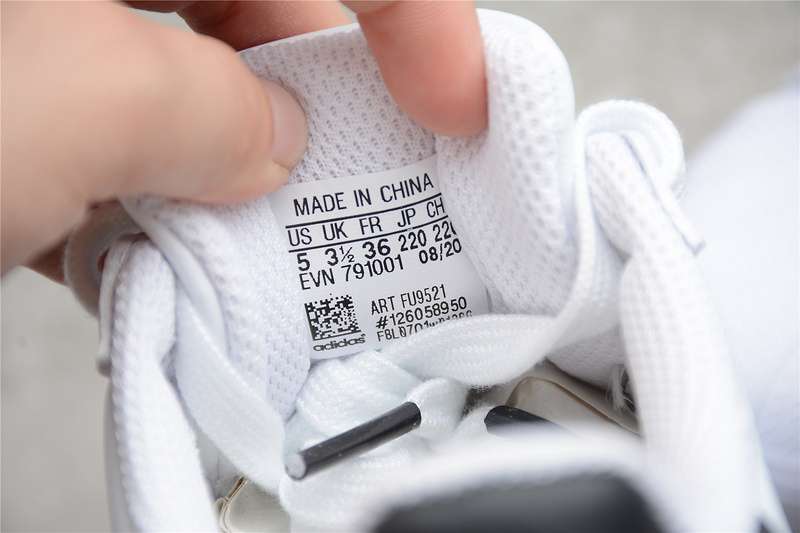 MADE IN CHINA
US UK FR JP CH
5 3½ 36 220 220
EVN 791001 08/20
ART FU9521
#126058950
adidas